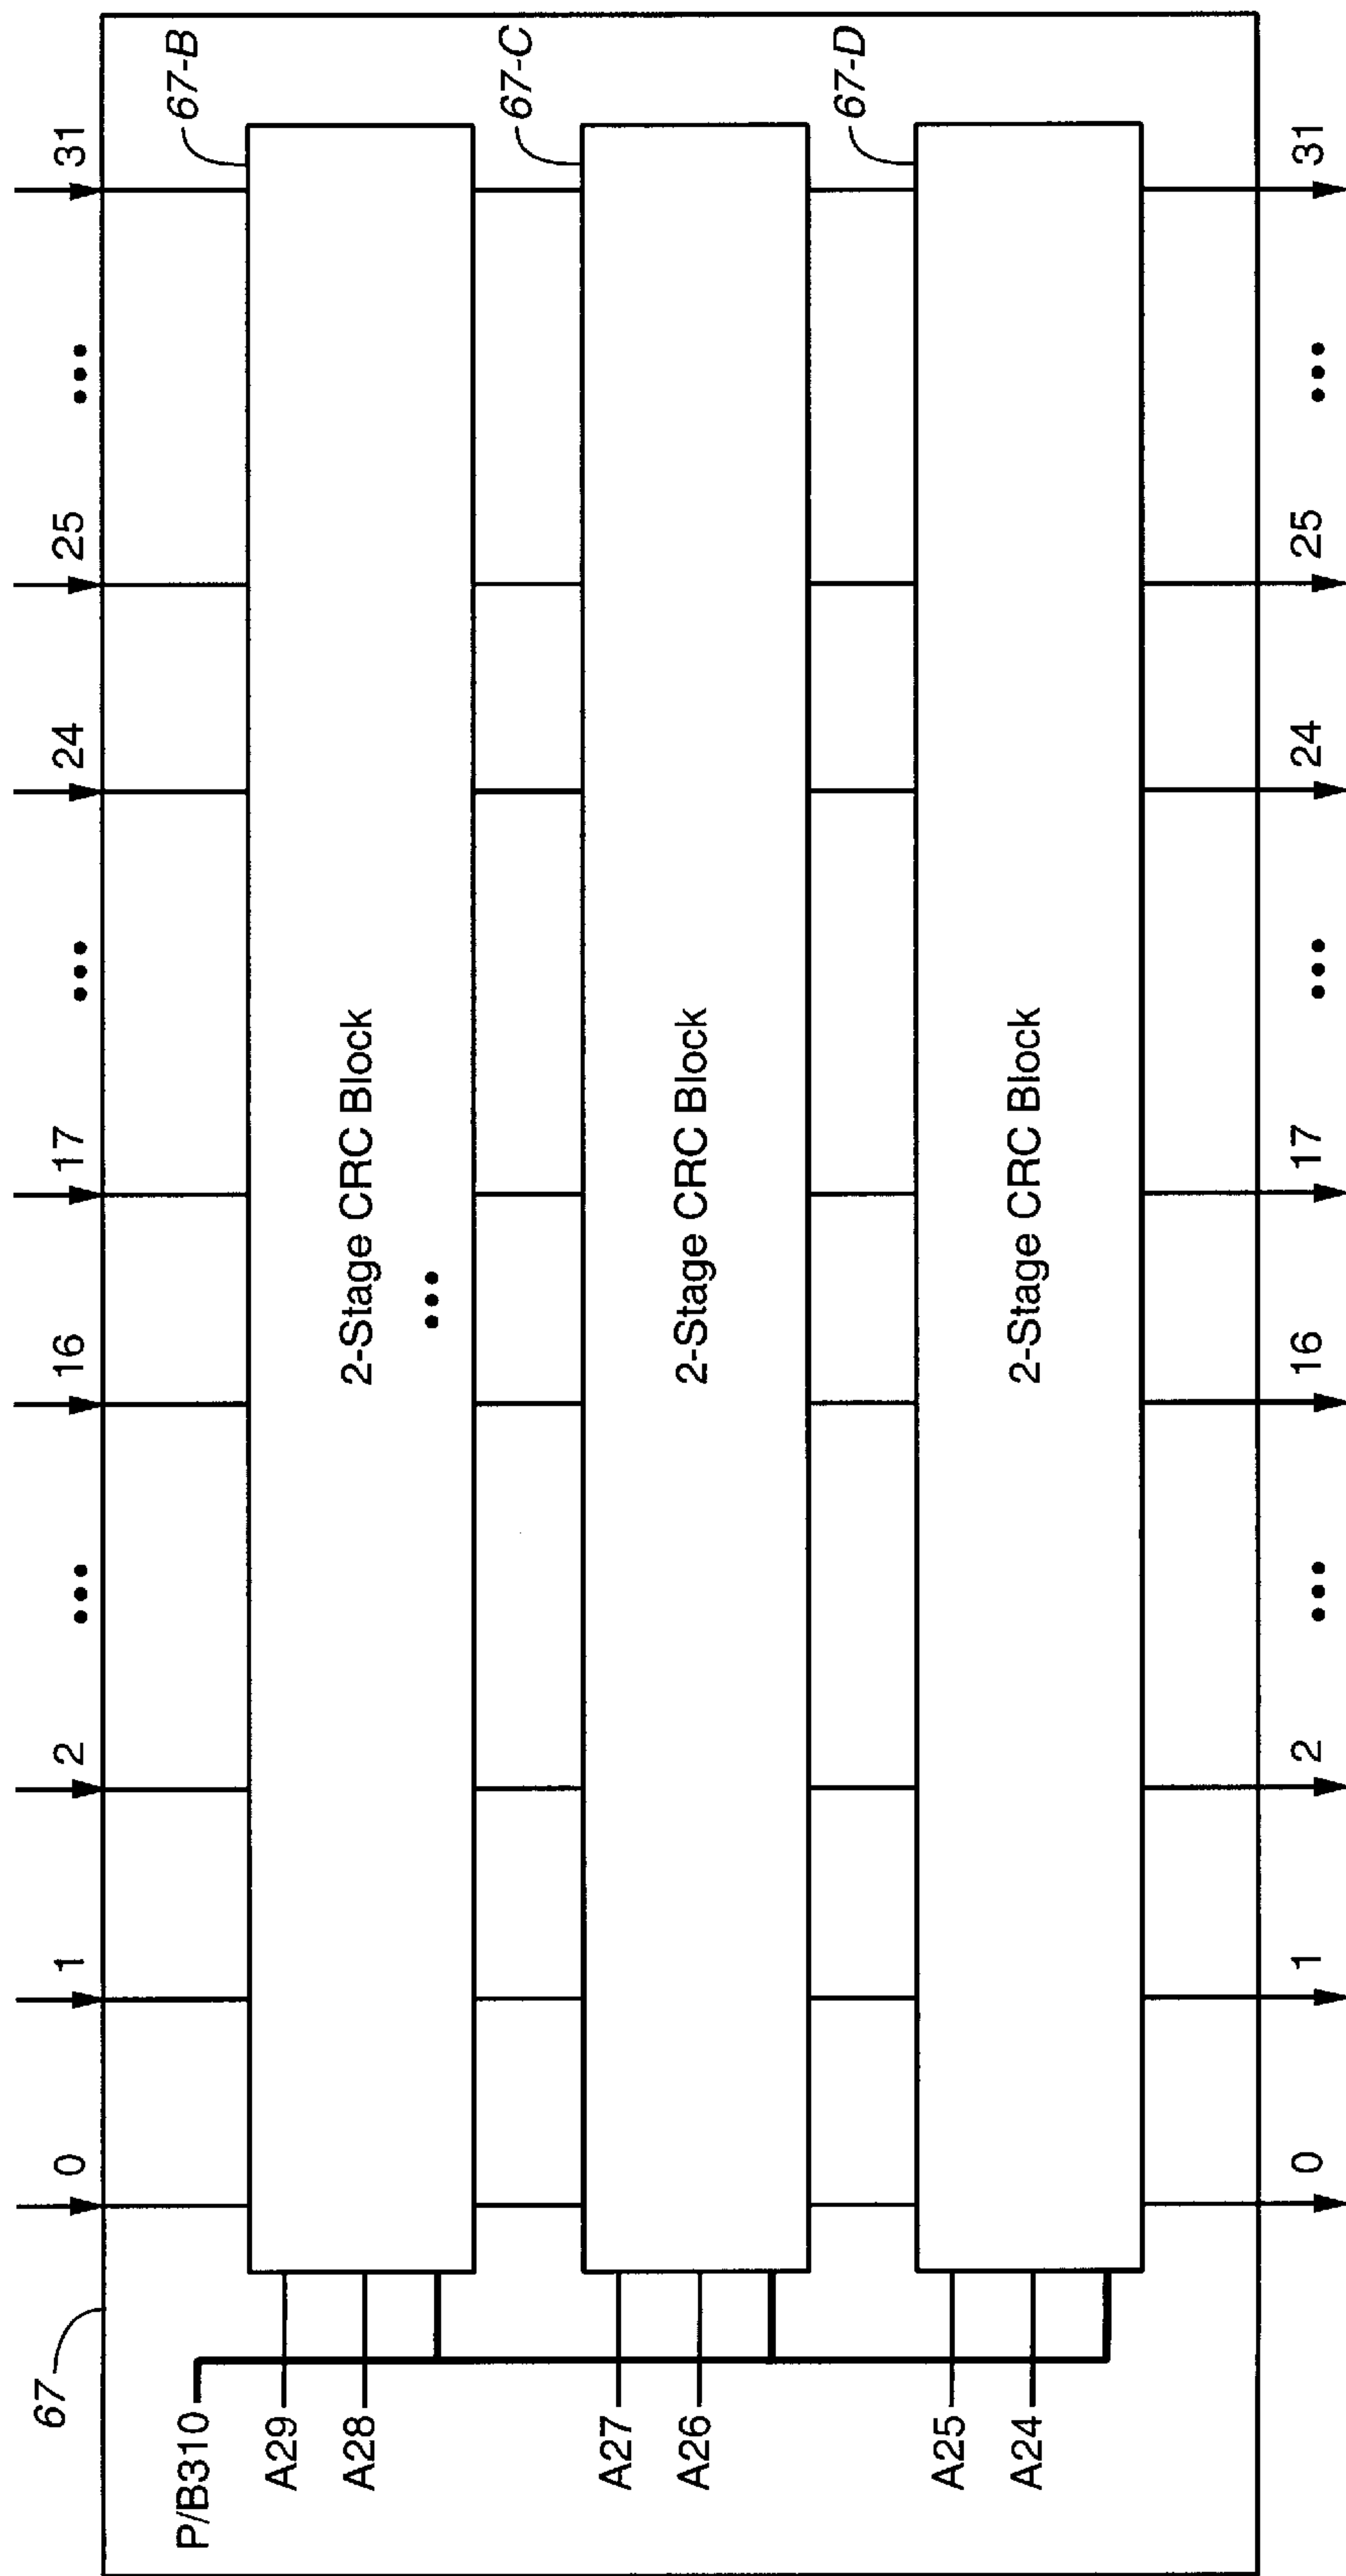 0 1 2 ••• 16 17 ••• 24 25 ••• 31
67
67-B
P/B310
A29
A28
2-Stage CRC Block
•••
67-C
A27
A26
2-Stage CRC Block
67-D
A25
A24
2-Stage CRC Block
0 1 2 ••• 16 17 ••• 24 25 ••• 31